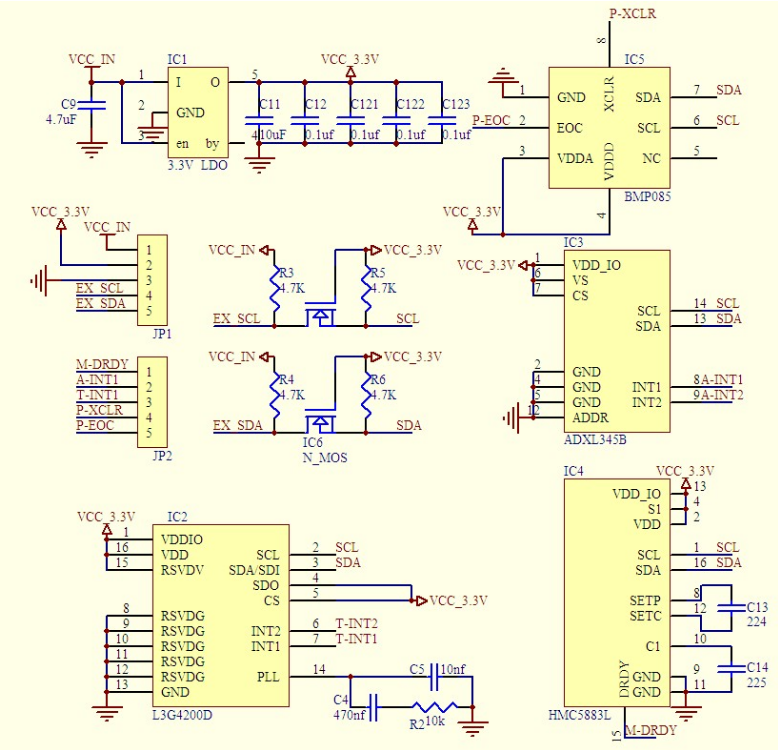 P-XCLR
8
VCC_IN
IC1
VCC_3.3V
IC5
1 I O 5
C9
4.7uF
2 GND
3 en by
3.3V LDO
C11
10uF
C12
0.1uf
C121
0.1uf
C122
0.1uf
C123
0.1uf
1 GND XCLR SDA 7 SDA
P-EOC 2 EOC SCL 6 SCL
3 VDDA VDDD NC 5
BMP085
4
VCC_3.3V
VCC_3.3V
VCC_IN
1
2
3
EX SCL 4
EX SDA 5
JP1
VCC_IN VCC_3.3V
R3
4.7K
R5
4.7K
EX_SCL SCL
IC3
VCC_3.3V 1 VDD_IO
6 VS
7 CS
SCL 14 SCL
SDA 13 SDA
2 GND
4 GND INT1 8 A-INT1
5 GND INT2 9 A-INT2
12 ADDR
ADXL345B
M-DRDY 1
A-INT1 2
T-INT1 3
P-XCLR 4
P-EOC 5
JP2
VCC_IN VCC_3.3V
R4
4.7K
R6
4.7K
EX_SDA SDA
IC6
N_MOS
VCC_3.3V IC2
1 VDDIO
16 VDD SCL 2 SCL
15 RSVDV SDA/SDI 3 SDA
SDO 4
CS 5 VCC_3.3V
8 RSVDG
9 RSVDG INT2 6 T-INT2
10 RSVDG INT1 7 T-INT1
11 RSVDG
12 RSVDG PLL 14
13 GND
L3G4200D
C5 10nf
C4
470nf
R2 10k
IC4 VCC_3.3V
VDD_IO 13
S1 4
VDD 2
SCL 1 SCL
SDA 16 SDA
SETP 8
SETC 12
C13
224
C1 10
C14
225
DRDY GND 9
GND 11
HMC5883L
15 M-DRDY